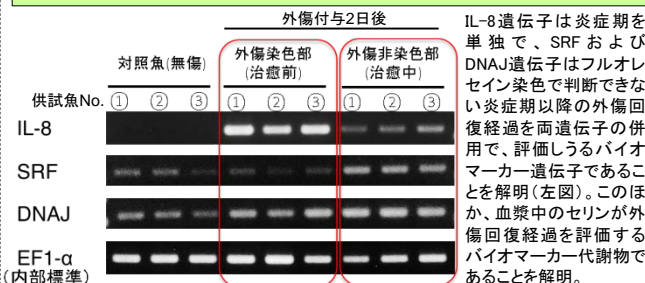 外傷付与2日後
対照魚(無傷)
外傷染色部
(治癒前)
外傷非染色部
(治癒中)
供試魚No. ① ② ③ ① ② ③ ① ② ③
IL-8
SRF
DNAJ
EF1-α
(内部標準)
IL-8遺伝子は炎症期を
単独で、SRFおよび
DNAJ遺伝子はフルオレ
セイン染色で判断できな
い炎症期以降の外傷回
復経過を両遺伝子の併
用で、評価しうるバイオ
マーカー遺伝子であるこ
とを解明(左図)。このほ
か、血漿中のセリンが外
傷回復経過を評価する
バイオマーカー代謝物で
あることを解明。